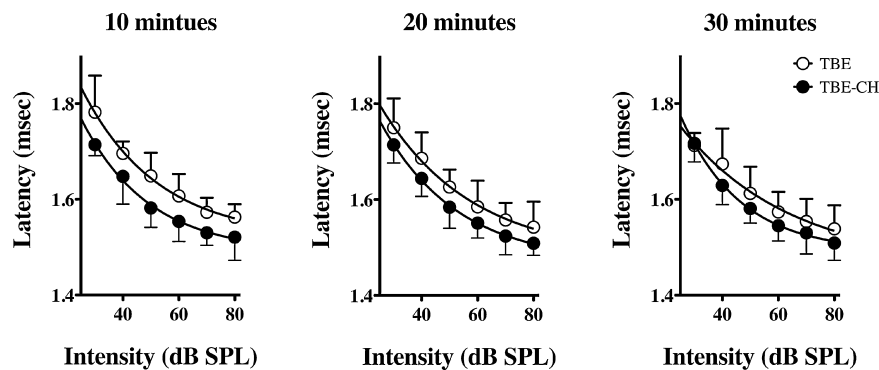 10 mintues
20 minutes
30 minutes
TBE
TBE-CH
Latency (msec)
1.8
1.6
1.4
40 60 80
Intensity (dB SPL)
Latency (msec)
1.8
1.6
1.4
40 60 80
Intensity (dB SPL)
Latency (msec)
1.8
1.6
1.4
40 60 80
Intensity (dB SPL)